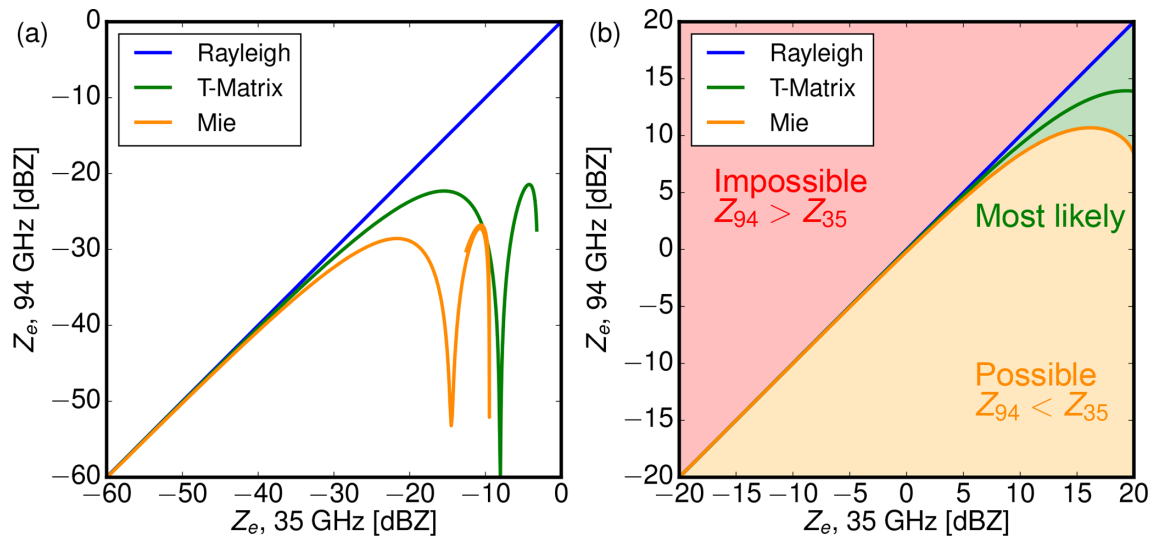 (a)
Rayleigh
T-Matrix
Mie
0
−10
−20
−30
−40
−50
−60
Ze, 94 GHz [dBZ]
−60 −50 −40 −30 −20 −10 0
Ze, 35 GHz [dBZ]
(b)
Rayleigh
T-Matrix
Mie
20
15
10
5
0
−5
−10
−15
−20
Ze, 94 GHz [dBZ]
Impossible
Z94 > Z35
Most likely
Possible
Z94 < Z35
−20 −15 −10 −5 0 5 10 15 20
Ze, 35 GHz [dBZ]